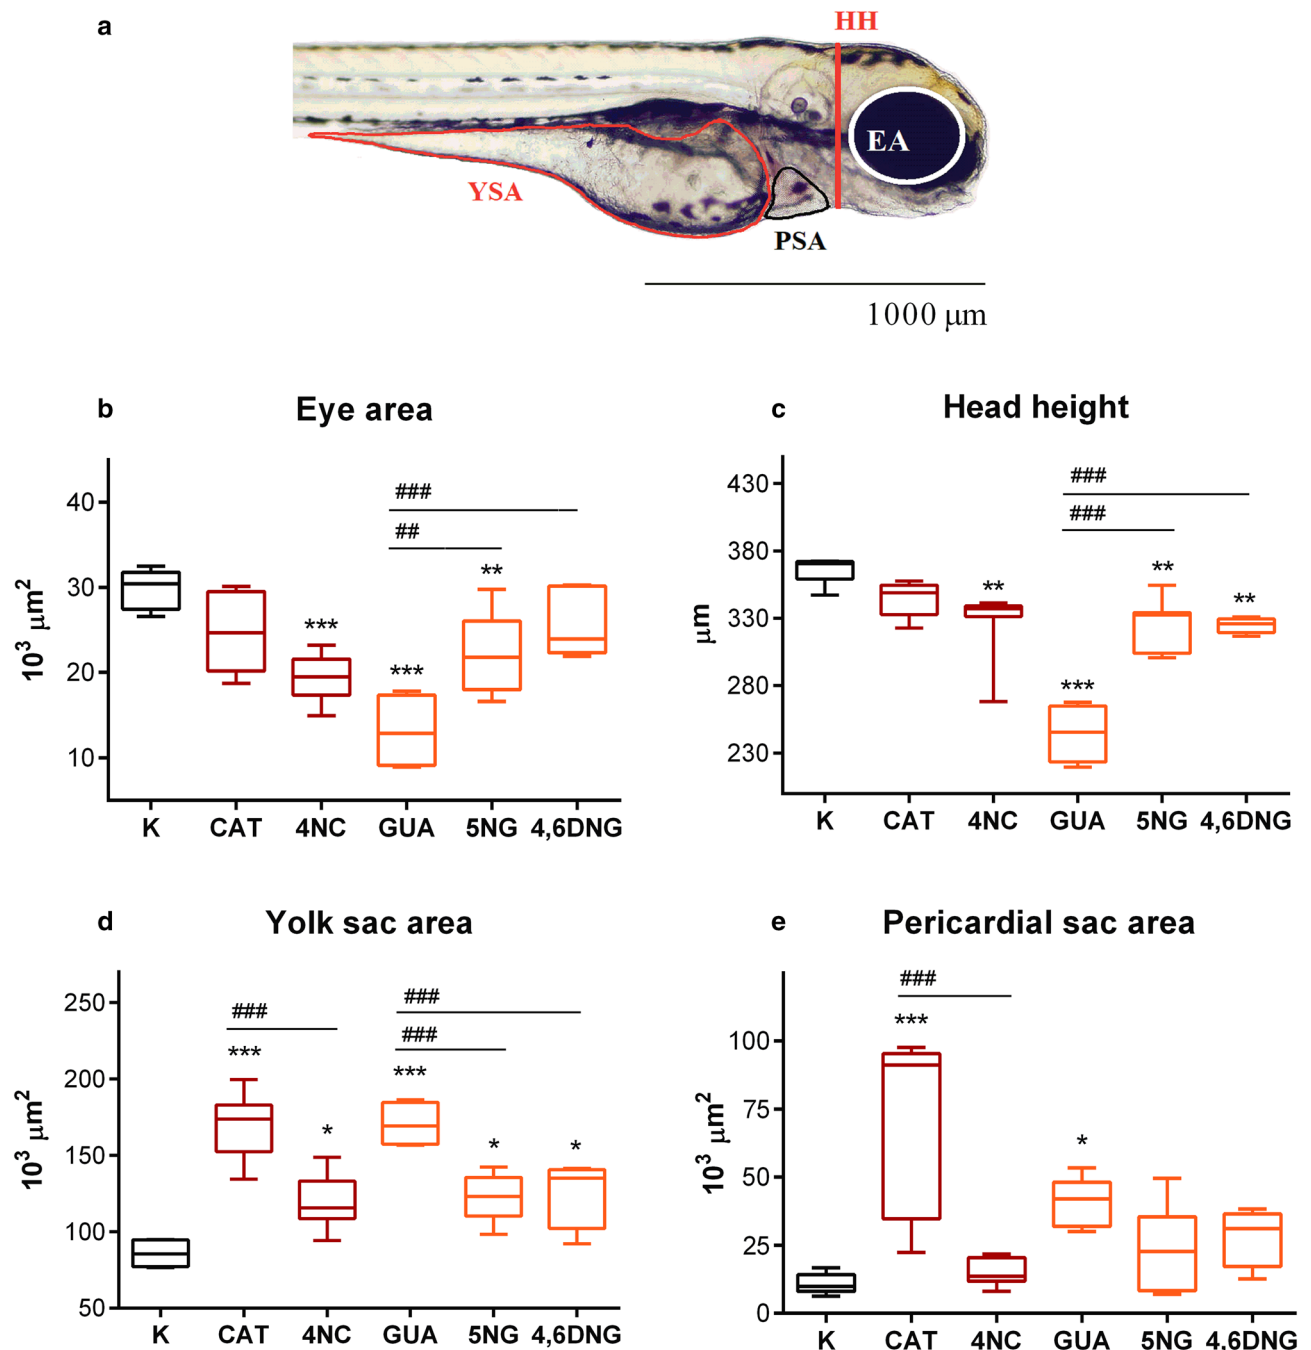 a
HH
EA
YSA
PSA
1000 µm
b
Eye area
10³ µm²
40
30
20
10
###
##
***
***
**
K CAT 4NC GUA 5NG 4,6DNG
c
Head height
µm
430
380
330
280
230
###
###
**
***
**
**
K CAT 4NC GUA 5NG 4,6DNG
d
Yolk sac area
10³ µm²
250
200
150
100
50
###
***
*
###
###
***
*
*
K CAT 4NC GUA 5NG 4,6DNG
e
Pericardial sac area
10³ µm²
100
75
50
25
0
###
***
*
K CAT 4NC GUA 5NG 4,6DNG